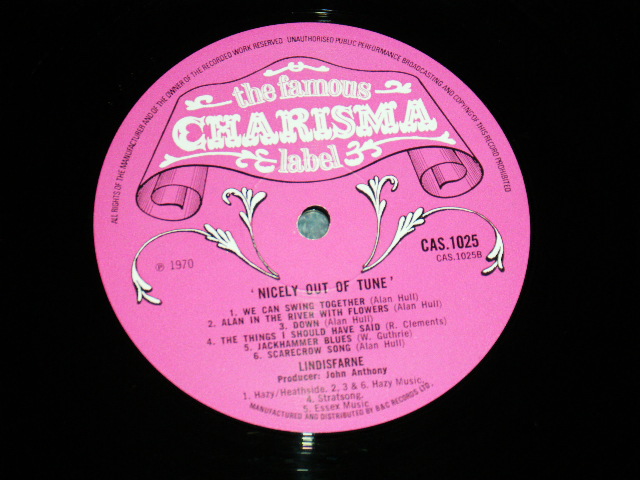 ALL RIGHTS OF THE MANUFACTURER AND OF THE OWNER OF THE RECORDED WORK RESERVED · UNAUTHORISED PUBLIC PERFORMANCE BROADCASTING AND COPYING OF THIS RECORD PROHIBITED
the famous
CHARISMA
label
℗ 1970
CAS.1025
CAS.1025B
'NICELY OUT OF TUNE'
1. WE CAN SWING TOGETHER (Alan Hull)
2. ALAN IN THE RIVER WITH FLOWERS (Alan Hull)
3. DOWN (Alan Hull)
4. THE THINGS I SHOULD HAVE SAID (R. Clements)
5. JACKHAMMER BLUES (W. Guthrie)
6. SCARECROW SONG (Alan Hull)
LINDISFARNE
Producer: John Anthony
1. Hazy/Heathside. 2, 3 & 6. Hazy Music.
4. Stratsong.
5. Essex Music.
MANUFACTURED AND DISTRIBUTED BY B&C RECORDS LTD.